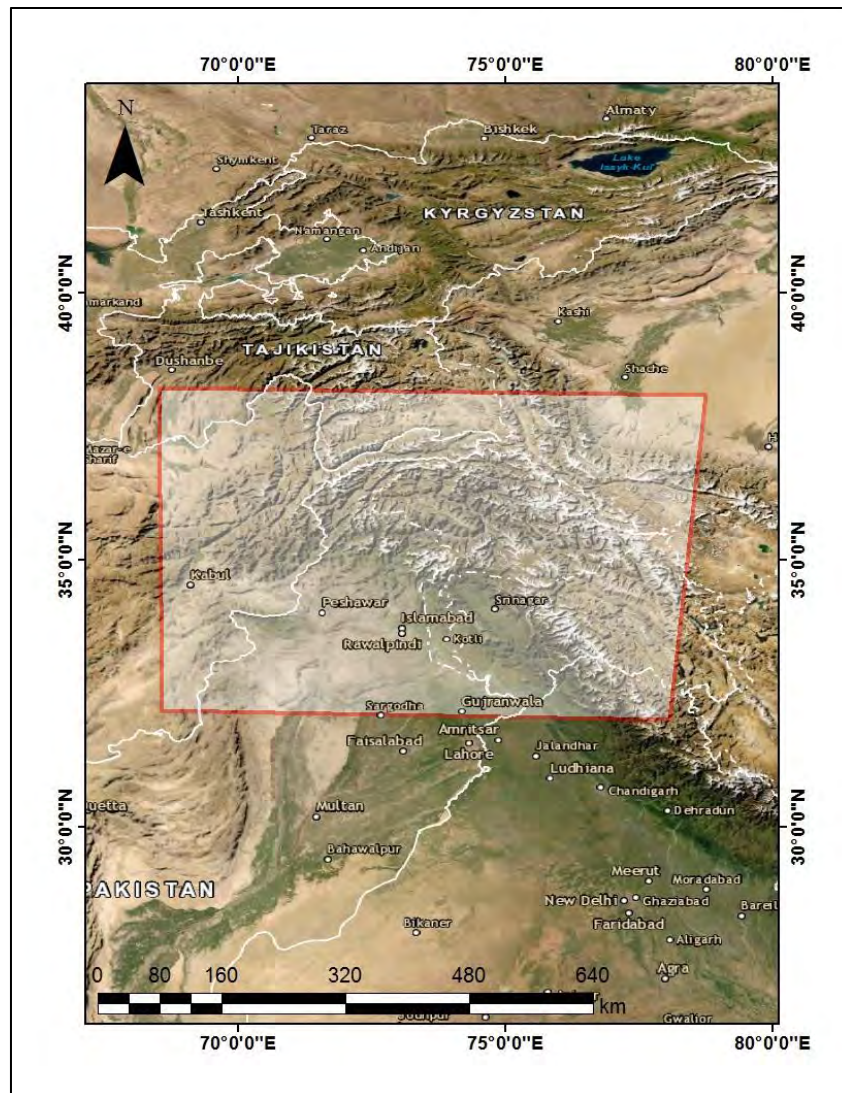 70°0'0"E
75°0'0"E
80°0'0"E
N
Almaty
Taraz
Bishkek
Lake
Issyk-Kul'
Shymkent
Tashkent
KYRGYZSTAN
Namangan
Andijan
40°0'0"N
40°0'0"N
amarkand
Kashi
TAJIKISTAN
Dushanbe
Shache
Mazar-e
Sharif
H
35°0'0"N
35°0'0"N
Kabul
Peshawar
Srinagar
Islamabad
Rawalpindi
Kotli
Sargodha
Gujranwala
Amritsar
Faisalabad
Lahore
Jalandhar
Ludhiana
Chandigarh
uetta
Multan
Dehradun
30°0'0"N
30°0'0"N
Bahawalpur
Meerut
Moradabad
PAKISTAN
New Delhi
Ghaziabad
Bareil
Faridabad
Bikaner
Aligarh
Agra
0 80 160 320 480 640
km
Jodhpur
Gwalior
70°0'0"E
75°0'0"E
80°0'0"E